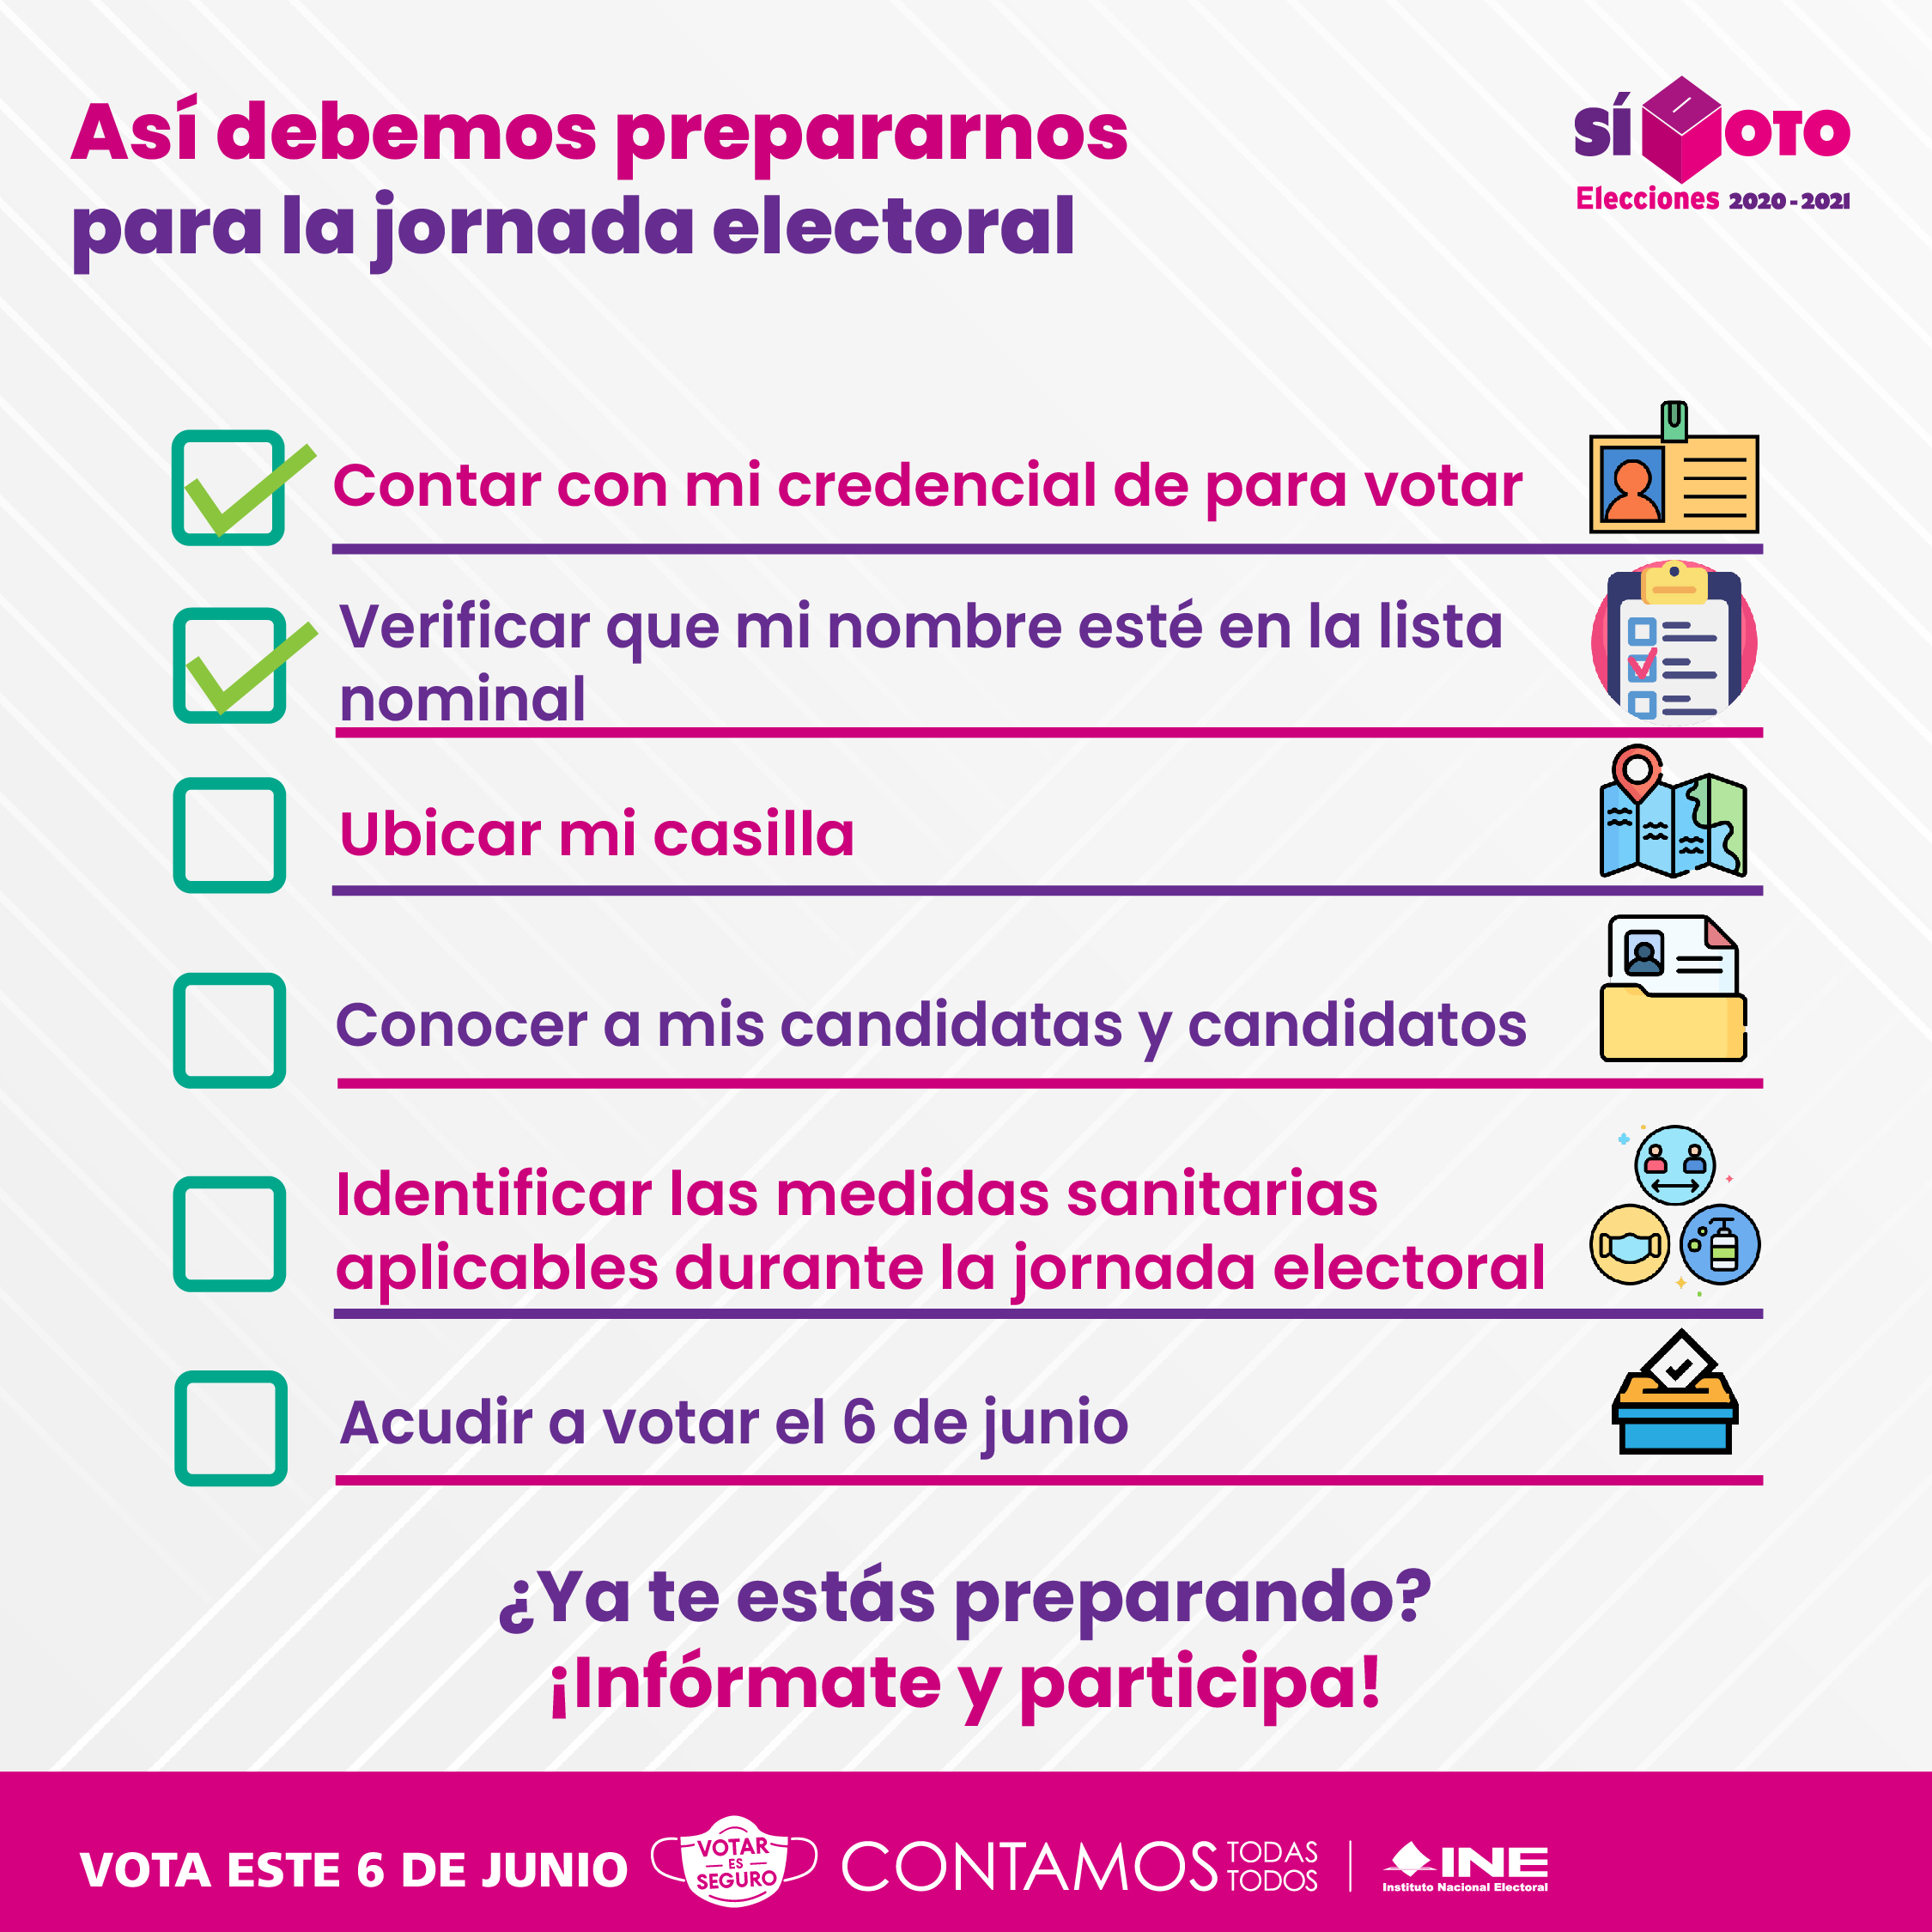 Así debemos prepararnos
para la jornada electoral
SÍ VOTO
Elecciones 2020-2021
Contar con mi credencial de para votar
Verificar que mi nombre esté en la lista
nominal
Ubicar mi casilla
Conocer a mis candidatas y candidatos
Identificar las medidas sanitarias
aplicables durante la jornada electoral
Acudir a votar el 6 de junio
¿Ya te estás preparando?
¡Infórmate y participa!
VOTA ESTE 6 DE JUNIO
VOTAR
ES
SEGURO
CONTAMOS
TODAS
TODOS
INE
Instituto Nacional Electoral